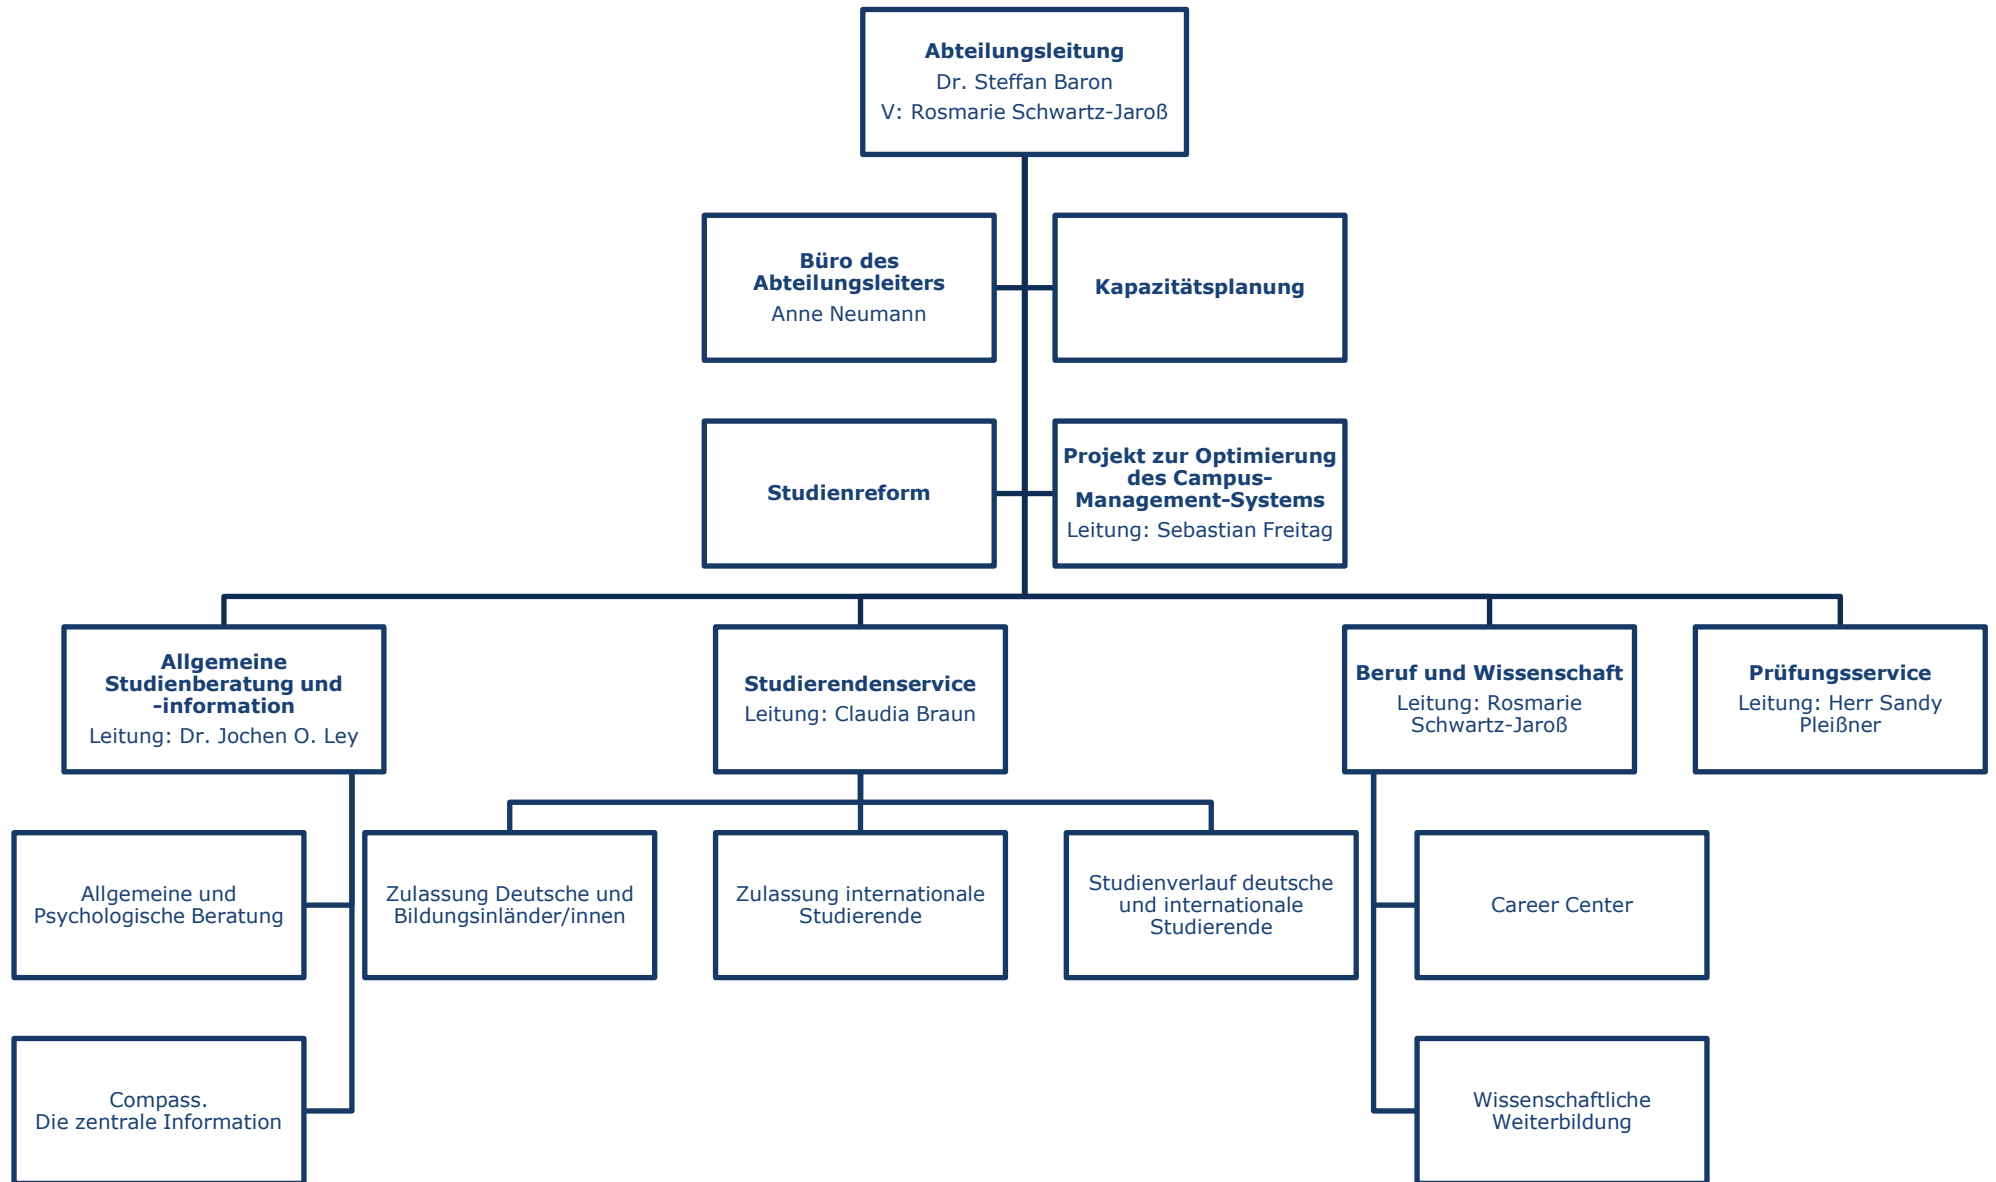 Abteilungsleitung
Dr. Steffan Baron
V: Rosmarie Schwartz-Jaroß
Büro des
Abteilungsleiters
Anne Neumann
Kapazitätsplanung
Studienreform
Projekt zur Optimierung
des Campus-
Management-Systems
Leitung: Sebastian Freitag
Allgemeine
Studienberatung und
-information
Leitung: Dr. Jochen O. Ley
Studierendenservice
Leitung: Claudia Braun
Beruf und Wissenschaft
Leitung: Rosmarie
Schwartz-Jaroß
Prüfungsservice
Leitung: Herr Sandy
Pleißner
Allgemeine und
Psychologische Beratung
Zulassung Deutsche und
Bildungsinländer/innen
Zulassung internationale
Studierende
Studienverlauf deutsche
und internationale
Studierende
Career Center
Compass.
Die zentrale Information
Wissenschaftliche
Weiterbildung